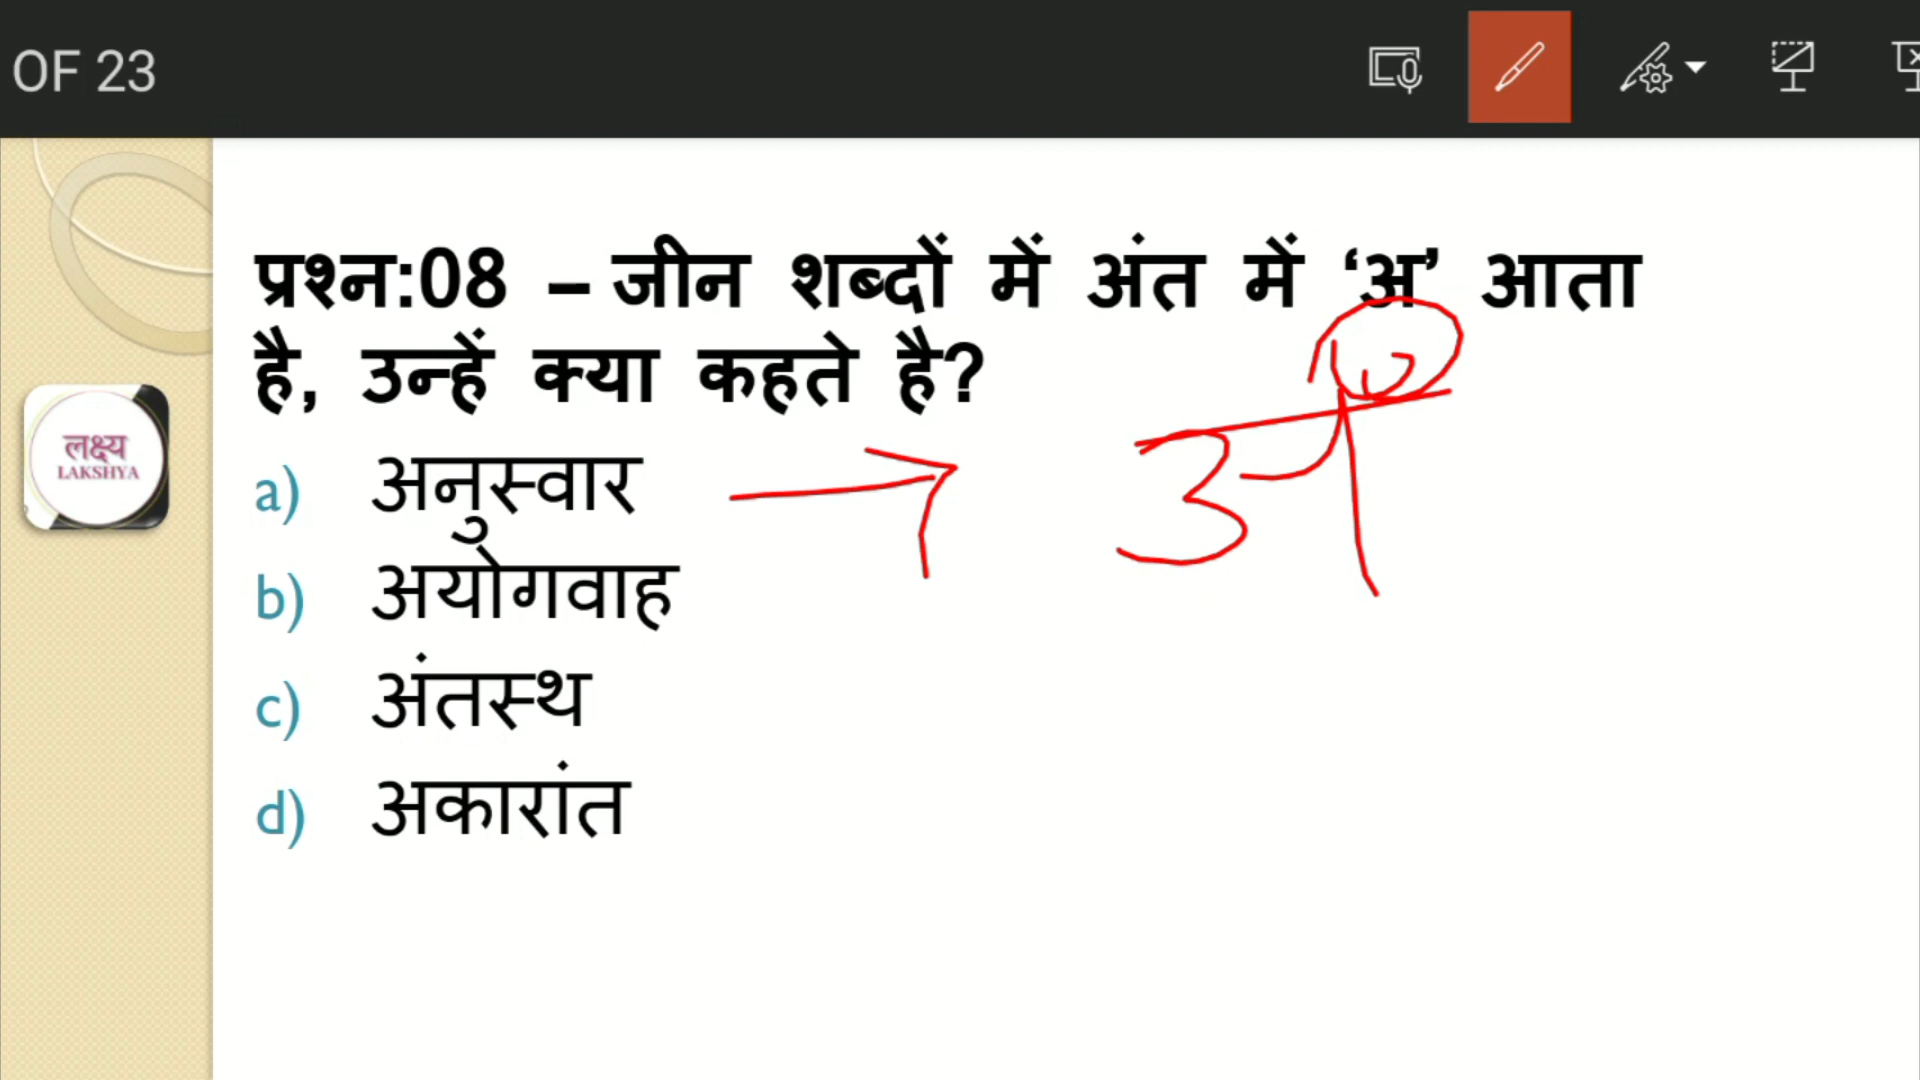 OF 23
प्रश्न:08 – जीन शब्दों में अंत में ‘अ’ आता
है, उन्हें क्या कहते है?
a) अनुस्वार
b) अयोगवाह
c) अंतस्थ
d) अकारांत
लक्ष्य
LAKSHYA
अं